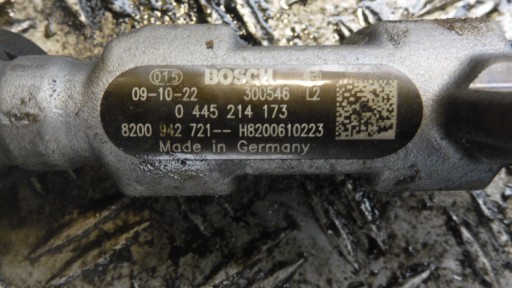 015 BOSCH
09-10-22 300546 L2
0 445 214 173
8200 942 721-- H8200610223
Made in Germany